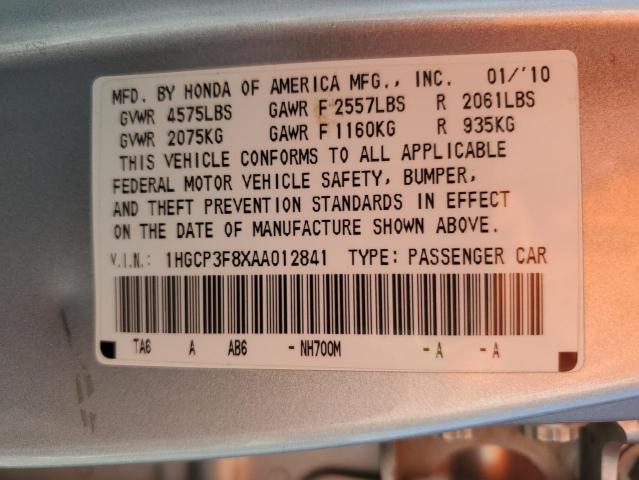 MFD. BY HONDA OF AMERICA MFG., INC. 01/'10
GVWR 4575LBS GAWR F 2557LBS R 2061LBS
GVWR 2075KG GAWR F 1160KG R 935KG
THIS VEHICLE CONFORMS TO ALL APPLICABLE
FEDERAL MOTOR VEHICLE SAFETY, BUMPER,
AND THEFT PREVENTION STANDARDS IN EFFECT
ON THE DATE OF MANUFACTURE SHOWN ABOVE.
V.I.N.: 1HGCP3F8XAA012841 TYPE: PASSENGER CAR
TA6 A AB6 -NH700M -A -A